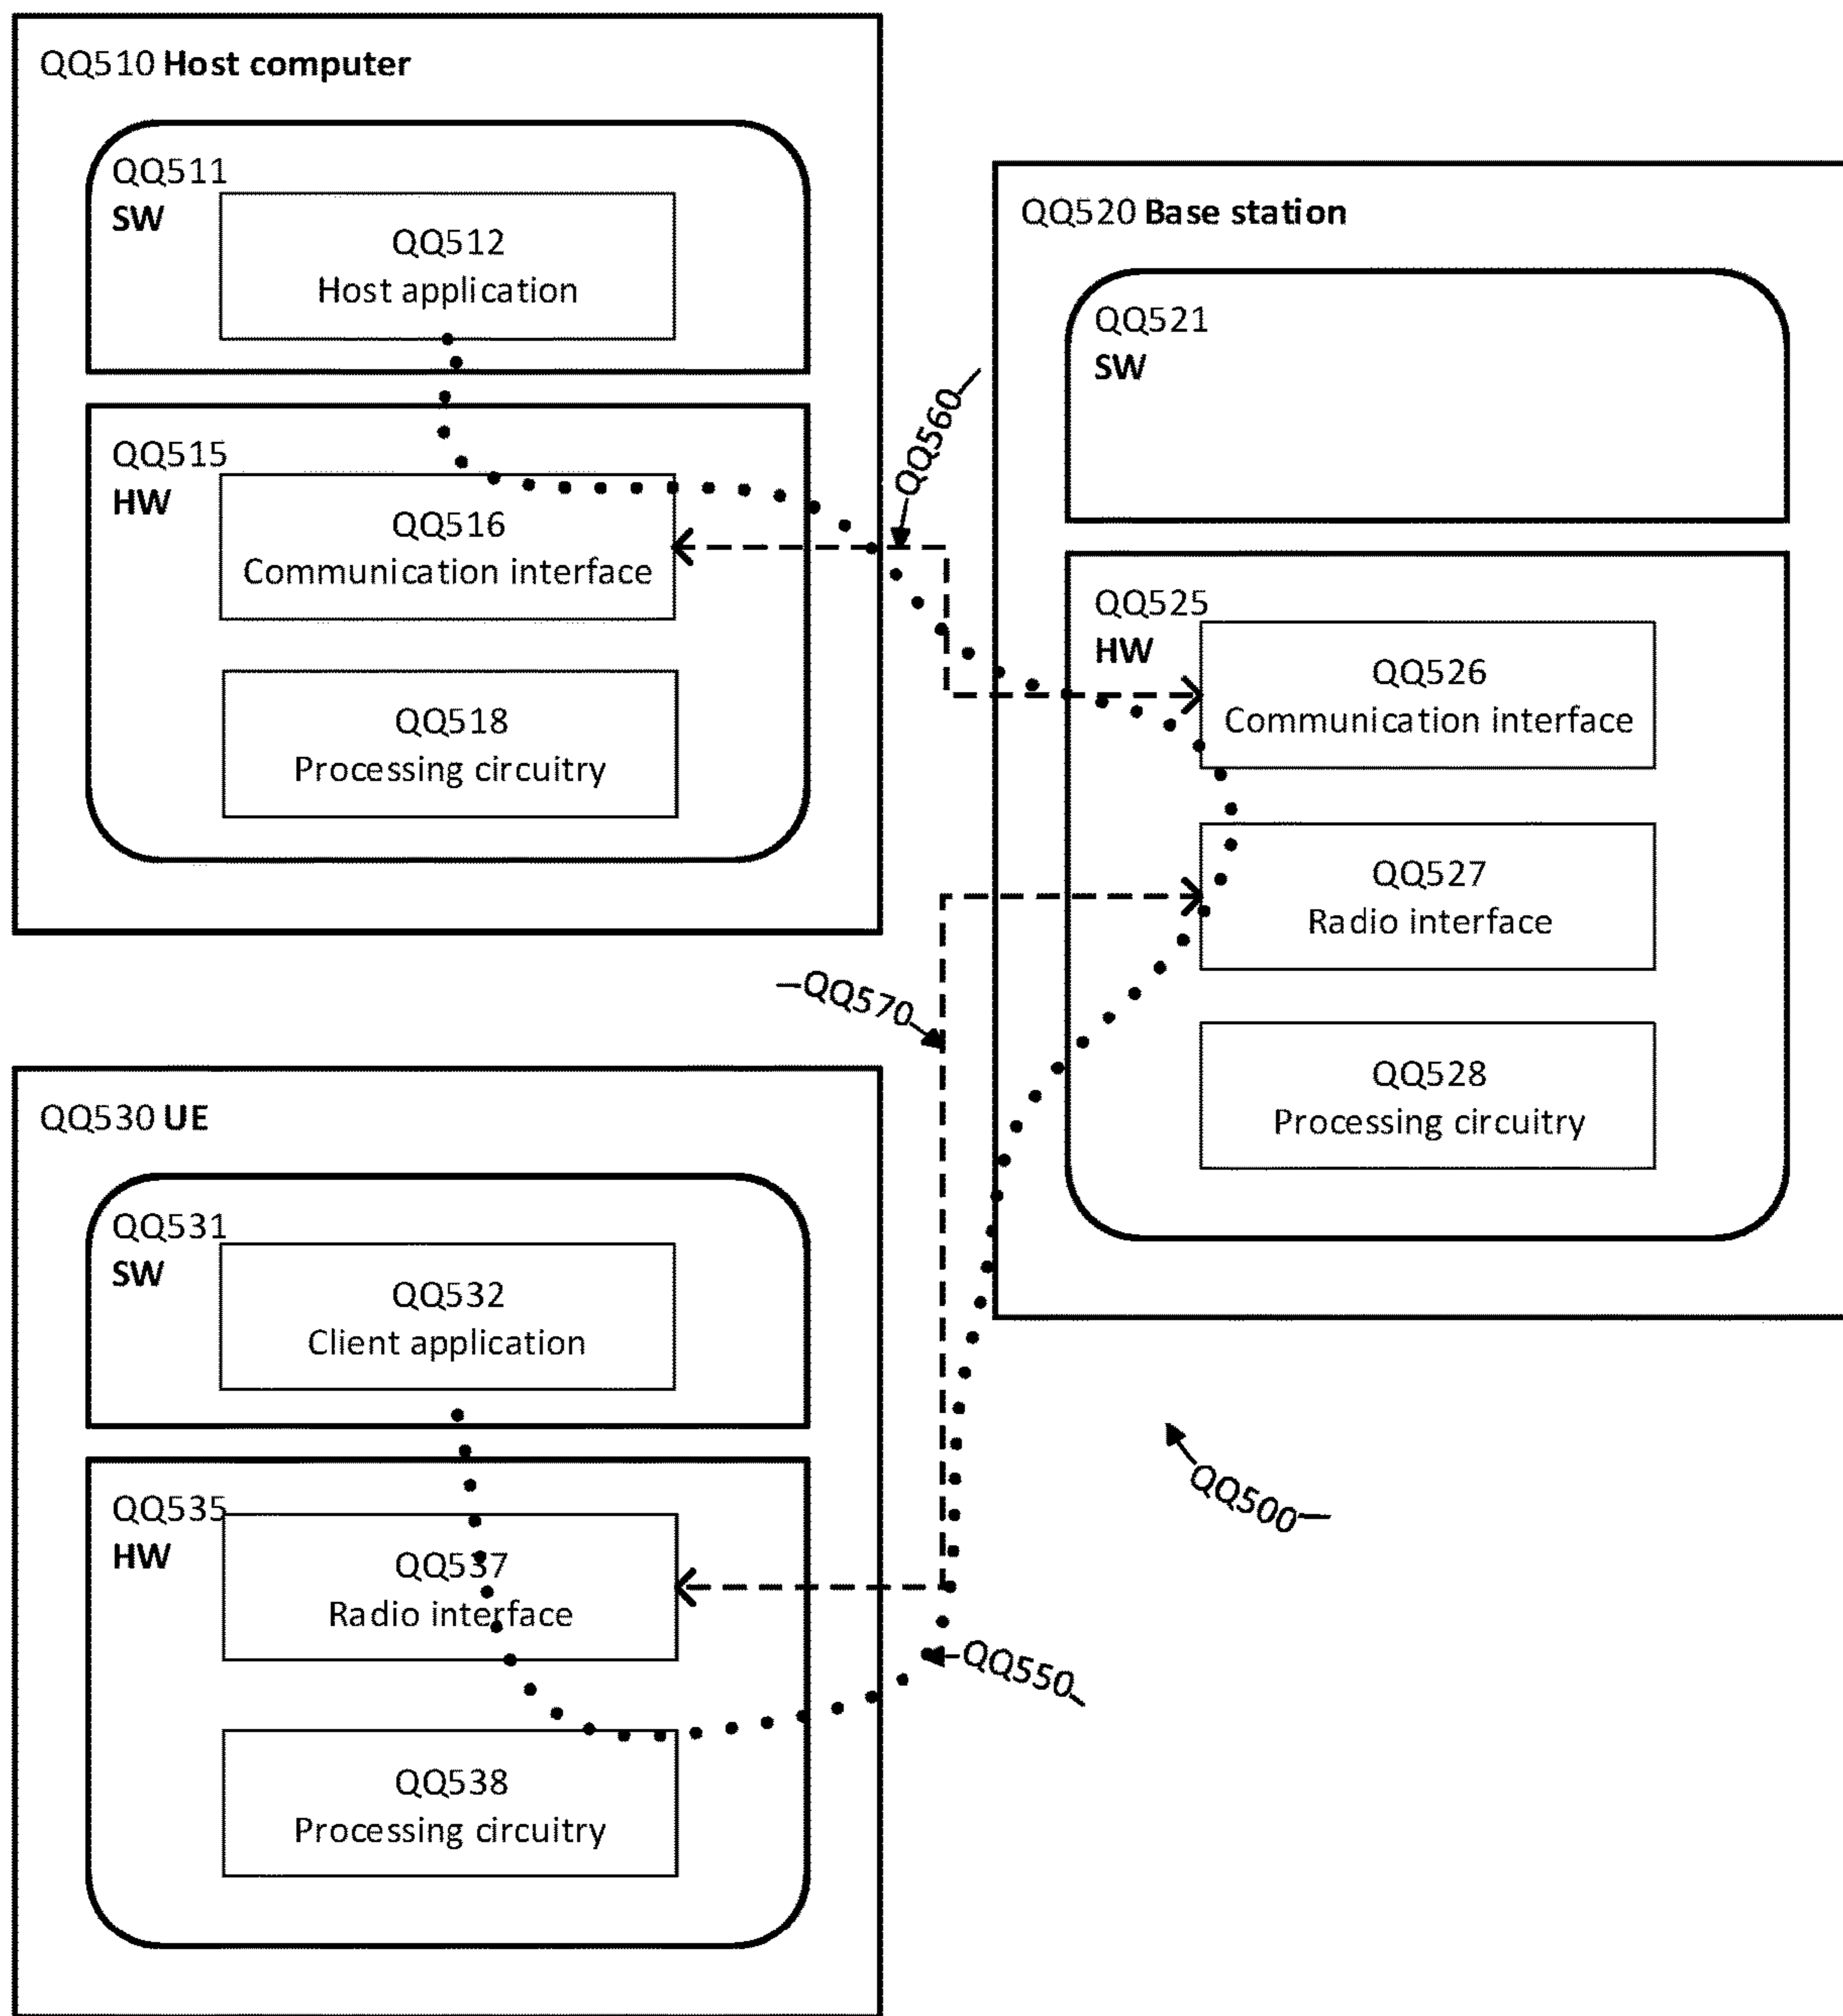 QQ510 Host computer
QQ511
SW
QQ512
Host application
QQ515
HW
QQ516
Communication interface
QQ518
Processing circuitry
QQ560
QQ520 Base station
QQ521
SW
QQ525
HW
QQ526
Communication interface
QQ527
Radio interface
QQ528
Processing circuitry
QQ570
QQ530 UE
QQ531
SW
QQ532
Client application
QQ535
HW
QQ537
Radio interface
QQ538
Processing circuitry
QQ500
QQ550